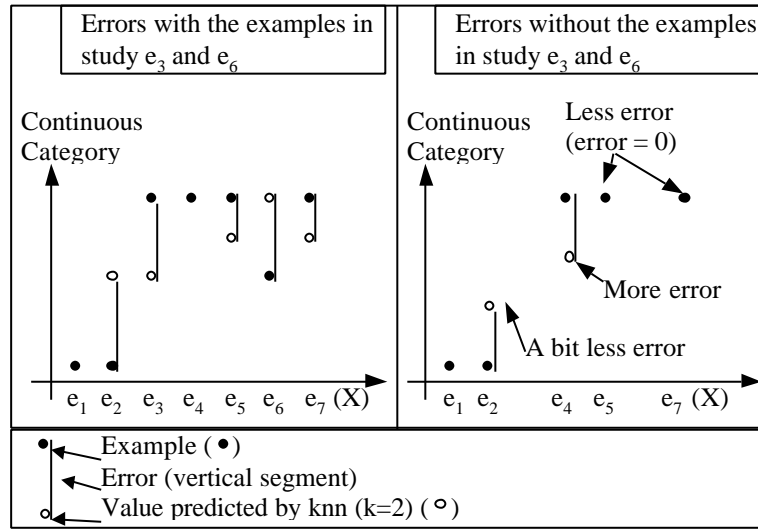 Errors with the examples in
study e3 and e6
Continuous
Category
e1 e2 e3 e4 e5 e6 e7 (X)
Errors without the examples
in study e3 and e6
Continuous
Category
Less error
(error = 0)
More error
A bit less error
e1 e2 e4 e5 e7 (X)
Example ( • )
Error (vertical segment)
Value predicted by knn (k=2) ( o )